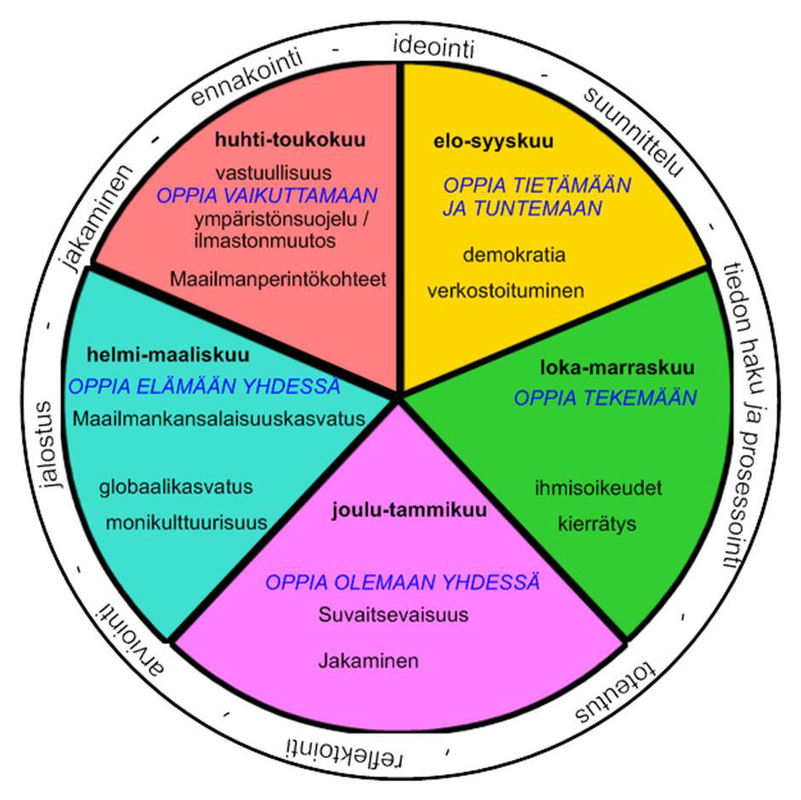 ideointi - suunnittelu - tiedon haku ja prosessointi - toteutus - reflektointi - arviointi - jalostus - jakaminen - ennakointi -
elo-syyskuu
OPPIA TIETÄMÄÄN
JA TUNTEMAAN
demokratia
verkostoituminen
loka-marraskuu
OPPIA TEKEMÄÄN
ihmisoikeudet
kierrätys
joulu-tammikuu
OPPIA OLEMAAN YHDESSÄ
Suvaitsevaisuus
Jakaminen
helmi-maaliskuu
OPPIA ELÄMÄÄN YHDESSÄ
Maailmankansalaisuuskasvatus
globaalikasvatus
monikulttuurisuus
huhti-toukokuu
vastuullisuus
OPPIA VAIKUTTAMAAN
ympäristönsuojelu /
ilmastonmuutos
Maailmanperintökohteet